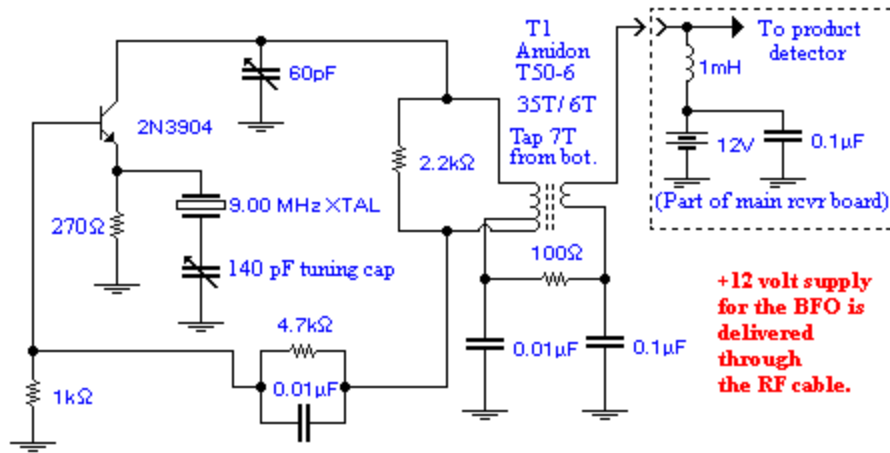 T1
Amidon
T50-6
35T/ 6T
Tap 7T
from bot.
To product
detector
1mH
12V
0.1µF
(Part of main rcvr board)
60pF
2N3904
2.2kΩ
9.00 MHz XTAL
270Ω
140 pF tuning cap
100Ω
4.7kΩ
0.01µF
0.01µF
0.1µF
1kΩ
+12 volt supply
for the BFO is
delivered
through
the RF cable.